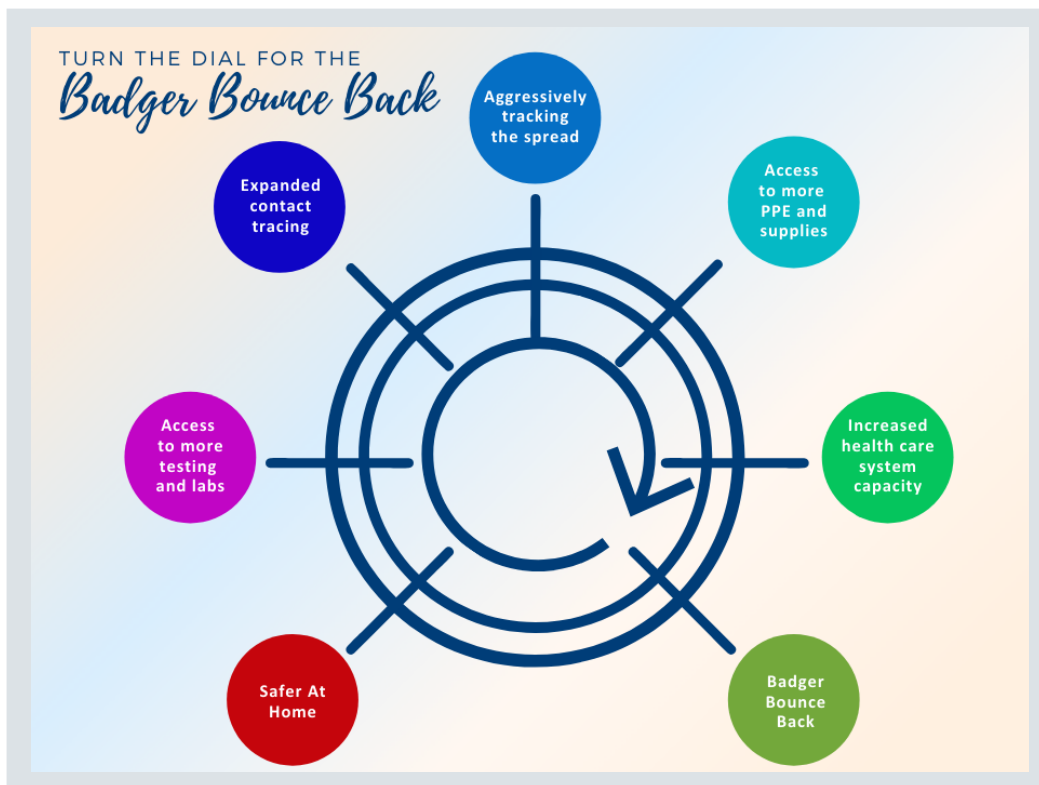 TURN THE DIAL FOR THE
Badger Bounce Back
Aggressively
tracking
the spread
Expanded
contact
tracing
Access
to more
PPE and
supplies
Access
to more
testing
and labs
Increased
health care
system
capacity
Safer At
Home
Badger
Bounce
Back